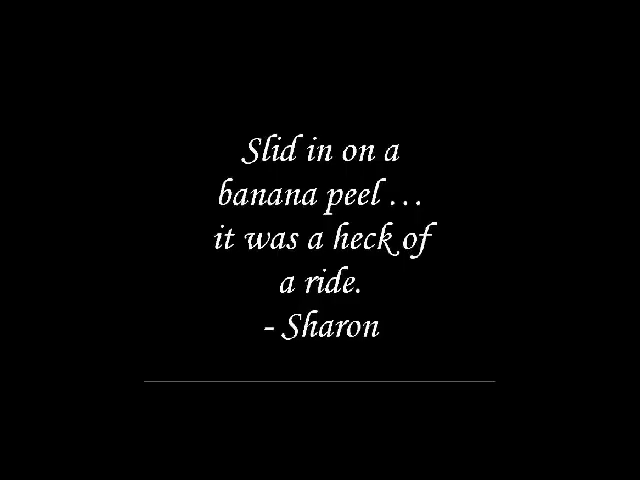 Slid in on a
banana peel …
it was a heck of
a ride.
- Sharon